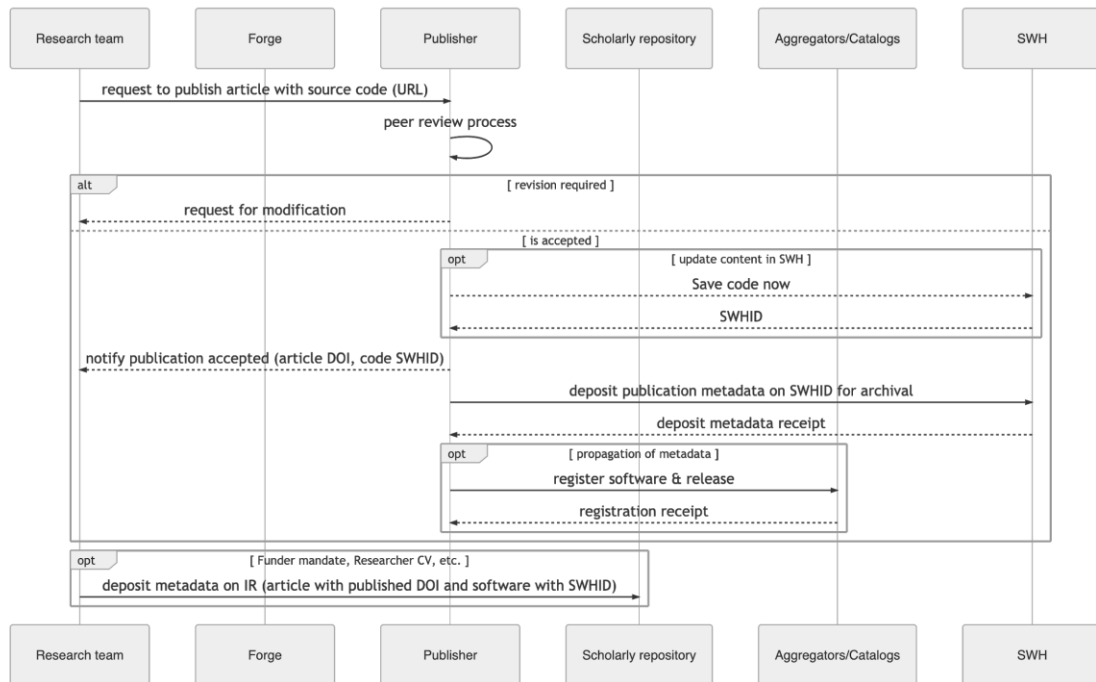 Research team
Forge
Publisher
Scholarly repository
Aggregators/Catalogs
SWH
request to publish article with source code (URL)
peer review process
alt
[ revision required ]
request for modification
[ is accepted ]
opt
[ update content in SWH ]
Save code now
SWHID
notify publication accepted (article DOI, code SWHID)
deposit publication metadata on SWHID for archival
deposit metadata receipt
opt
[ propagation of metadata ]
register software & release
registration receipt
opt
[ Funder mandate, Researcher CV, etc. ]
deposit metadata on IR (article with published DOI and software with SWHID)
Research team
Forge
Publisher
Scholarly repository
Aggregators/Catalogs
SWH